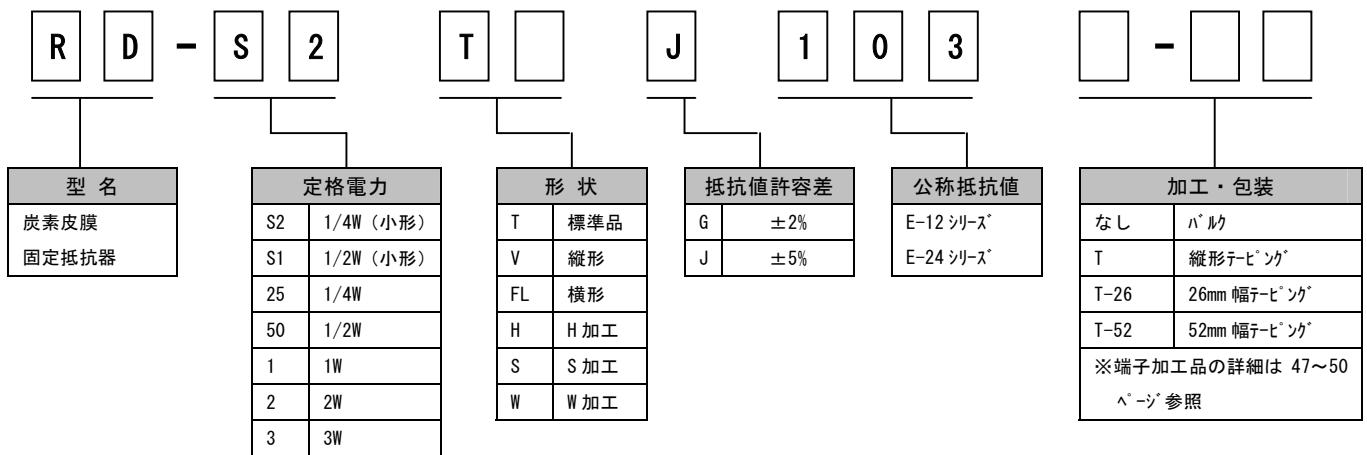 R D - S 2 T J 1 0 3 -
型 名
炭素皮膜
固定抵抗器
定格電力
S2 1/4W（小形）
S1 1/2W（小形）
25 1/4W
50 1/2W
1 1W
2 2W
3 3W
形 状
T 標準品
V 縦形
FL 横形
H H加工
S S加工
W W加工
抵抗値許容差
G ±2%
J ±5%
公称抵抗値
E-12 ｼﾘｰｽﾞ
E-24 ｼﾘｰｽﾞ
加工・包装
なし ﾊﾞﾙｸ
T 縦形ﾃｰﾋﾟﾝｸﾞ
T-26 26mm 幅ﾃｰﾋﾟﾝｸﾞ
T-52 52mm 幅ﾃｰﾋﾟﾝｸﾞ
※端子加工品の詳細は 47～50
ﾍﾟｰｼﾞ参照